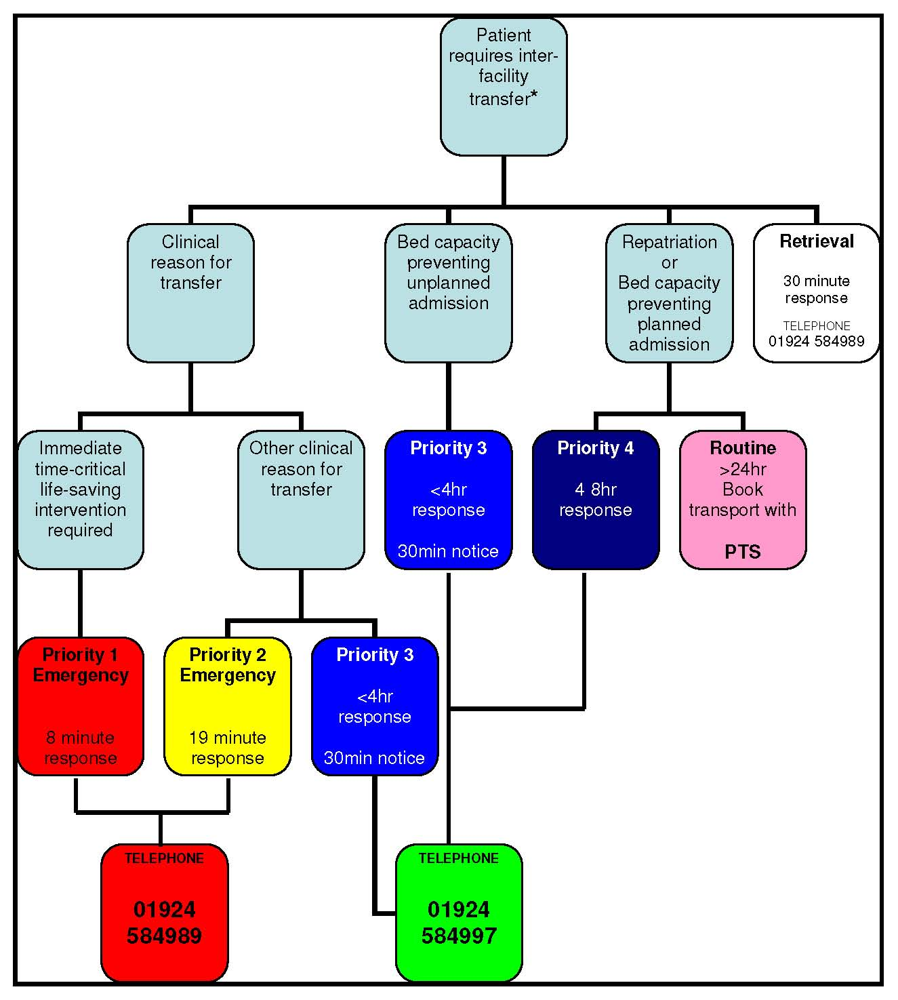 Patient
requires inter-
facility
transfer*
Clinical
reason for
transfer
Bed capacity
preventing
unplanned
admission
Repatriation
or
Bed capacity
preventing
planned
admission
Retrieval
30 minute
response
TELEPHONE
01924 584989
Immediate
time-critical
life-saving
intervention
required
Other clinical
reason for
transfer
Priority 3
<4hr
response
30min notice
Priority 4
4 8hr
response
Routine
>24hr
Book
transport with
PTS
Priority 1
Emergency
8 minute
response
Priority 2
Emergency
19 minute
response
Priority 3
<4hr
response
30min notice
TELEPHONE
01924
584989
TELEPHONE
01924
584997